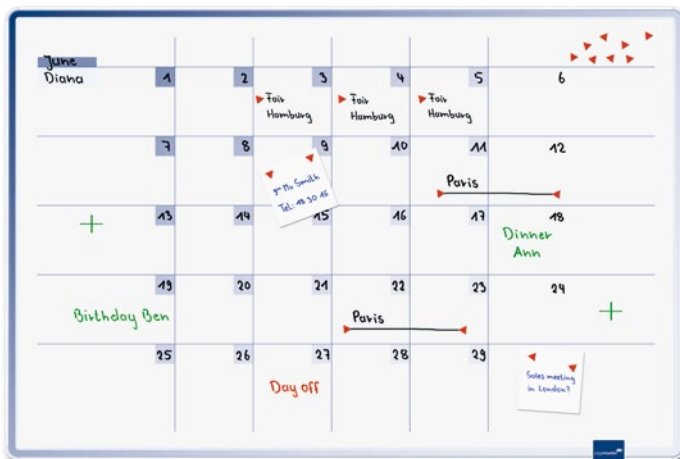 June
Diana 1 2 3 4 5 6
Fair Hamburg Fair Hamburg Fair Hamburg
7 8 9 10 11 12
Mr Smith
Tel: 18 30 15
Paris
13 14 15 16 17 18
Dinner
Ann
19 20 21 22 23 24
Birthday Ben
Paris
25 26 27 28 29
Day off
Sales meeting
in London?